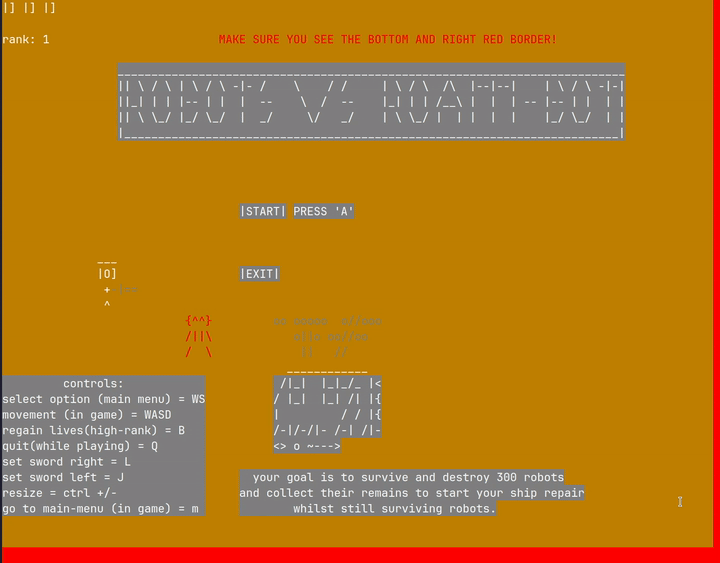 rank: 1
MAKE SURE YOU SEE THE BOTTOM AND RIGHT RED BORDER!
|START| PRESS 'A'
|EXIT|
controls:
select option (main menu) = WS
movement (in game) = WASD
regain lives(high-rank) = B
quit(while playing) = Q
set sword right = L
set sword left = J
resize = ctrl +/-
go to main-menu (in game) = m
your goal is to survive and destroy 300 robots
and collect their remains to start your ship repair
whilst still surviving robots.